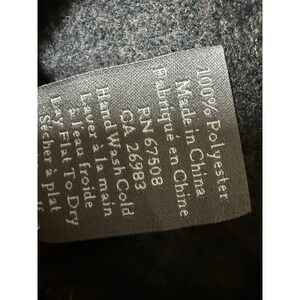 100% Polyester
Made in China
Fabriqué en Chine
RN 67508
CA 26983
Hand Wash Cold
Laver a la main
a l'eau froide
Lay Flat To Dry
Sécher a plat